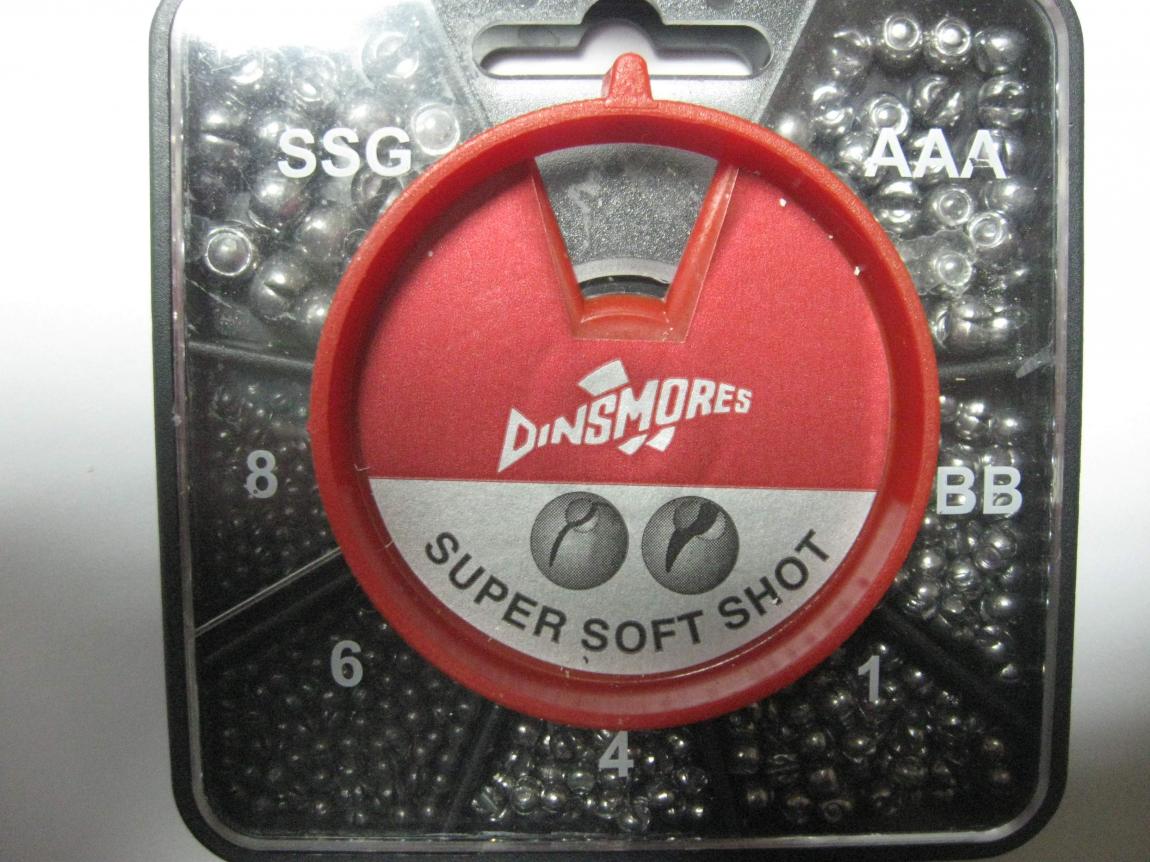 SSG
AAA
DINSMORES
8
BB
SUPER SOFT SHOT
6
1
4